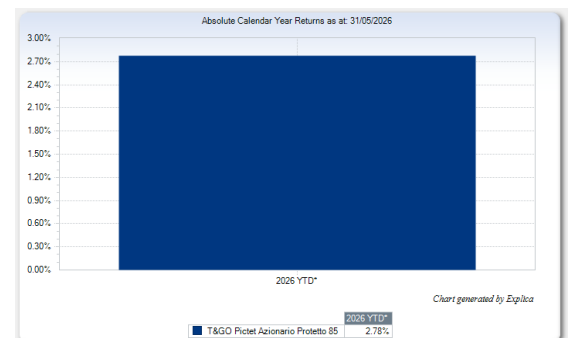 Absolute Calendar Year Returns as at: 31/05/2026
3.00%
2.70%
2.40%
2.10%
1.80%
1.50%
1.20%
0.90%
0.60%
0.30%
0.00%
2026 YTD*
Chart generated by Explica
2026 YTD*
T&GO Pictet Azionario Protetto 85 2.78%